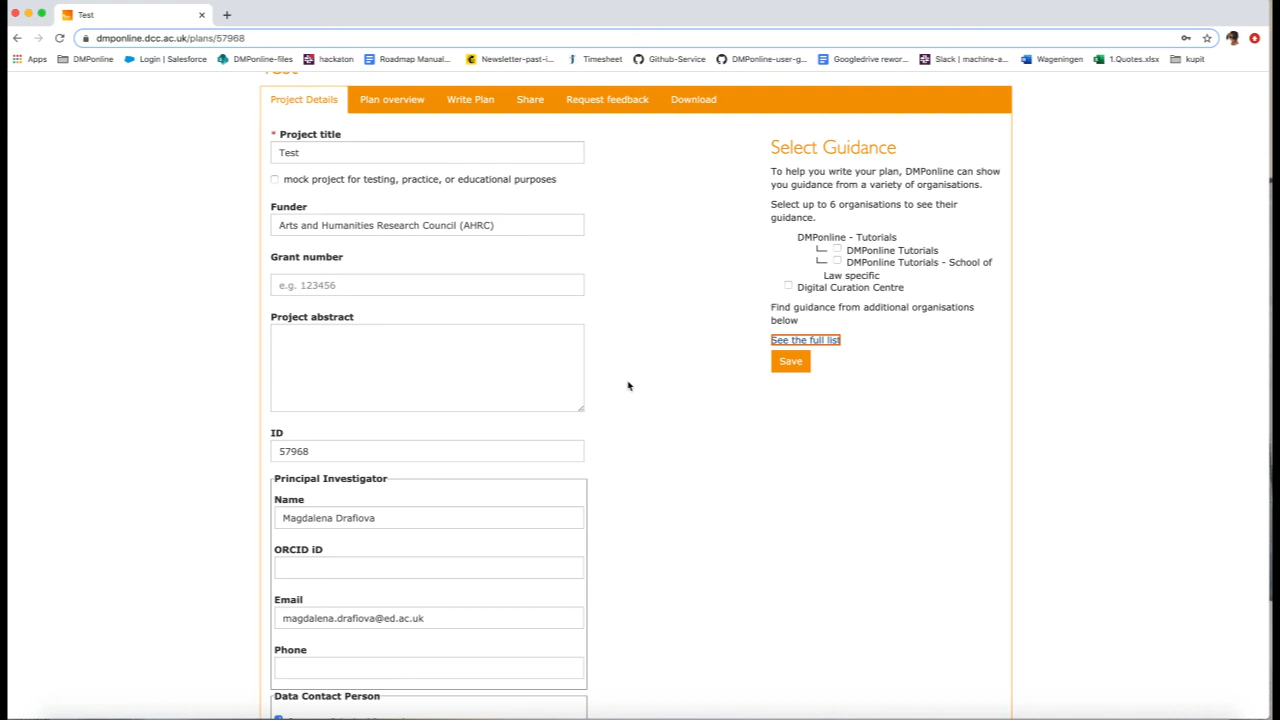 Test
dmponline.dcc.ac.uk/plans/57968
Apps DMPonline Login | Salesforce DMPonline-files hackaton Roadmap Manual... Newsletter-past-i... Timesheet Github-Service DMPonline-user-g... Googledrive rewor... Slack | machine-a... Wageningen 1.Quotes.xlsx kupit
Test
Project Details Plan overview Write Plan Share Request feedback Download
* Project title
Test
mock project for testing, practice, or educational purposes
Funder
Arts and Humanities Research Council (AHRC)
Grant number
e.g. 123456
Project abstract
ID
57968
Principal Investigator
Name
Magdalena Drafiova
ORCID iD
Email
magdalena.drafiova@ed.ac.uk
Phone
Data Contact Person
Select Guidance
To help you write your plan, DMPonline can show
you guidance from a variety of organisations.
Select up to 6 organisations to see their
guidance.
DMPonline - Tutorials
DMPonline Tutorials
DMPonline Tutorials - School of
Law specific
Digital Curation Centre
Find guidance from additional organisations
below
See the full list
Save